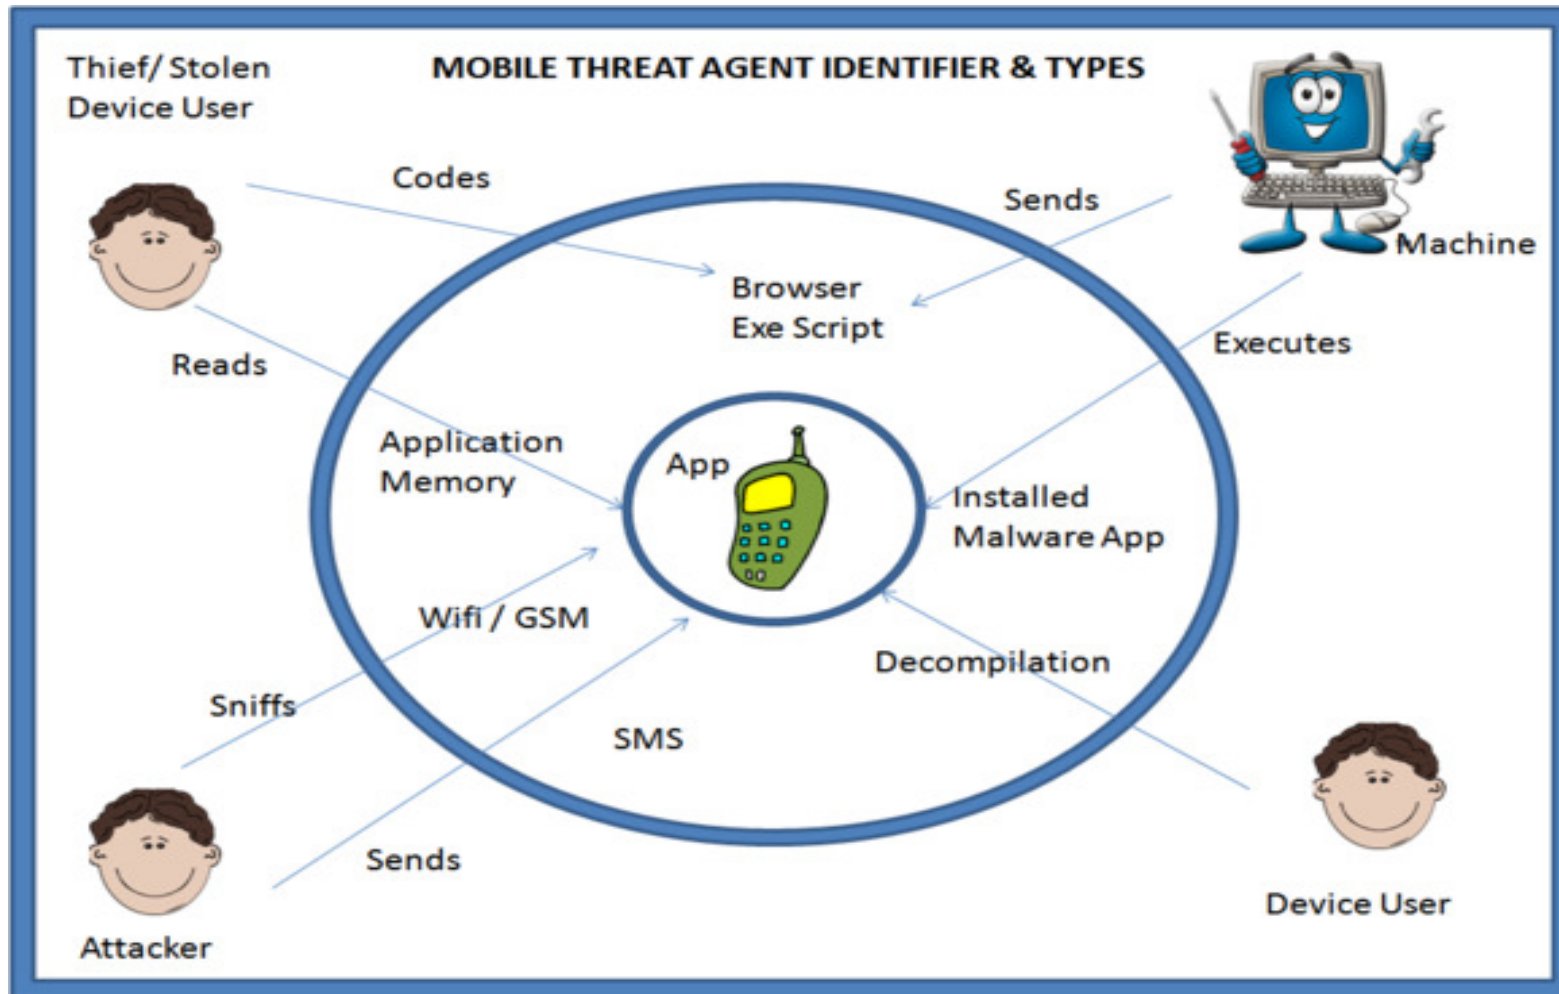 Thief/ Stolen
Device User
MOBILE THREAT AGENT IDENTIFIER & TYPES
Codes
Sends
Machine
Browser
Exe Script
Executes
Reads
Application
Memory
App
Installed
Malware App
Wifi / GSM
Decompilation
Sniffs
SMS
Sends
Device User
Attacker